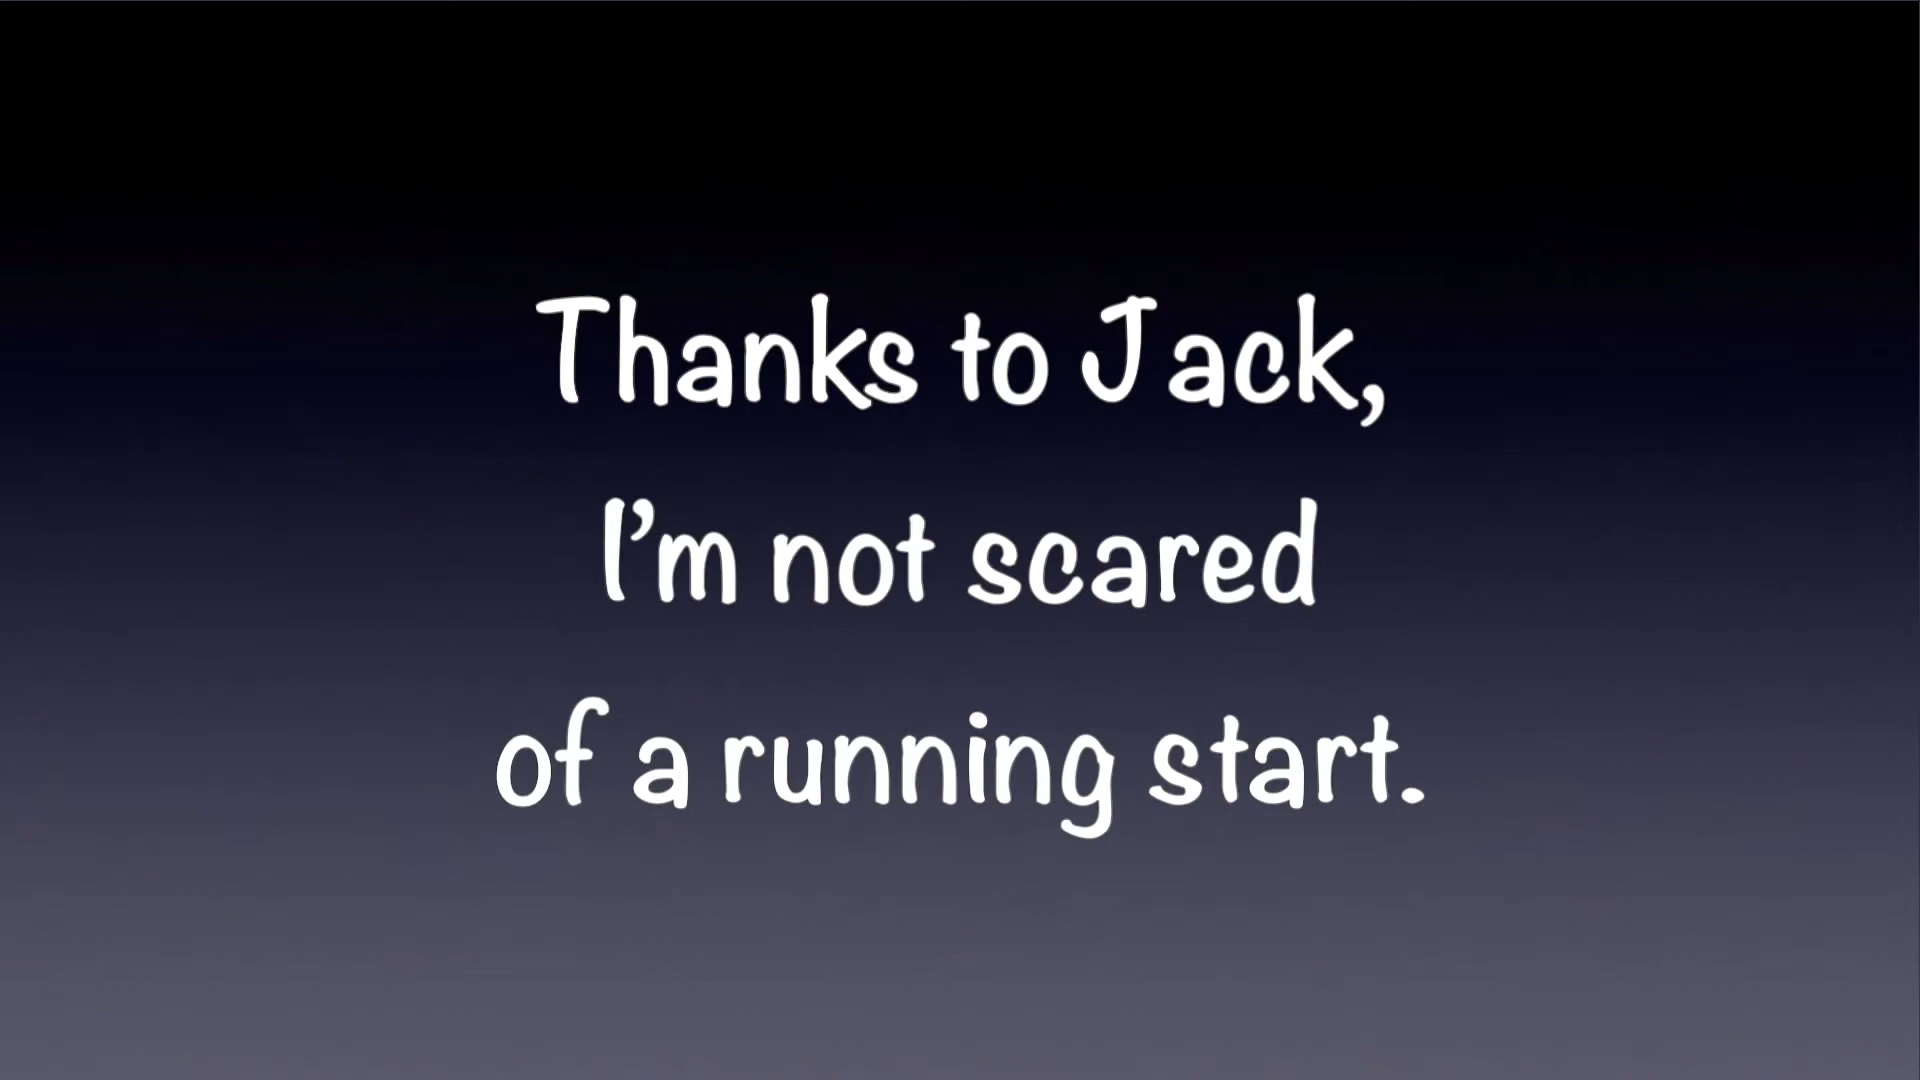 Thanks to Jack,
I’m not scared
of a running start.